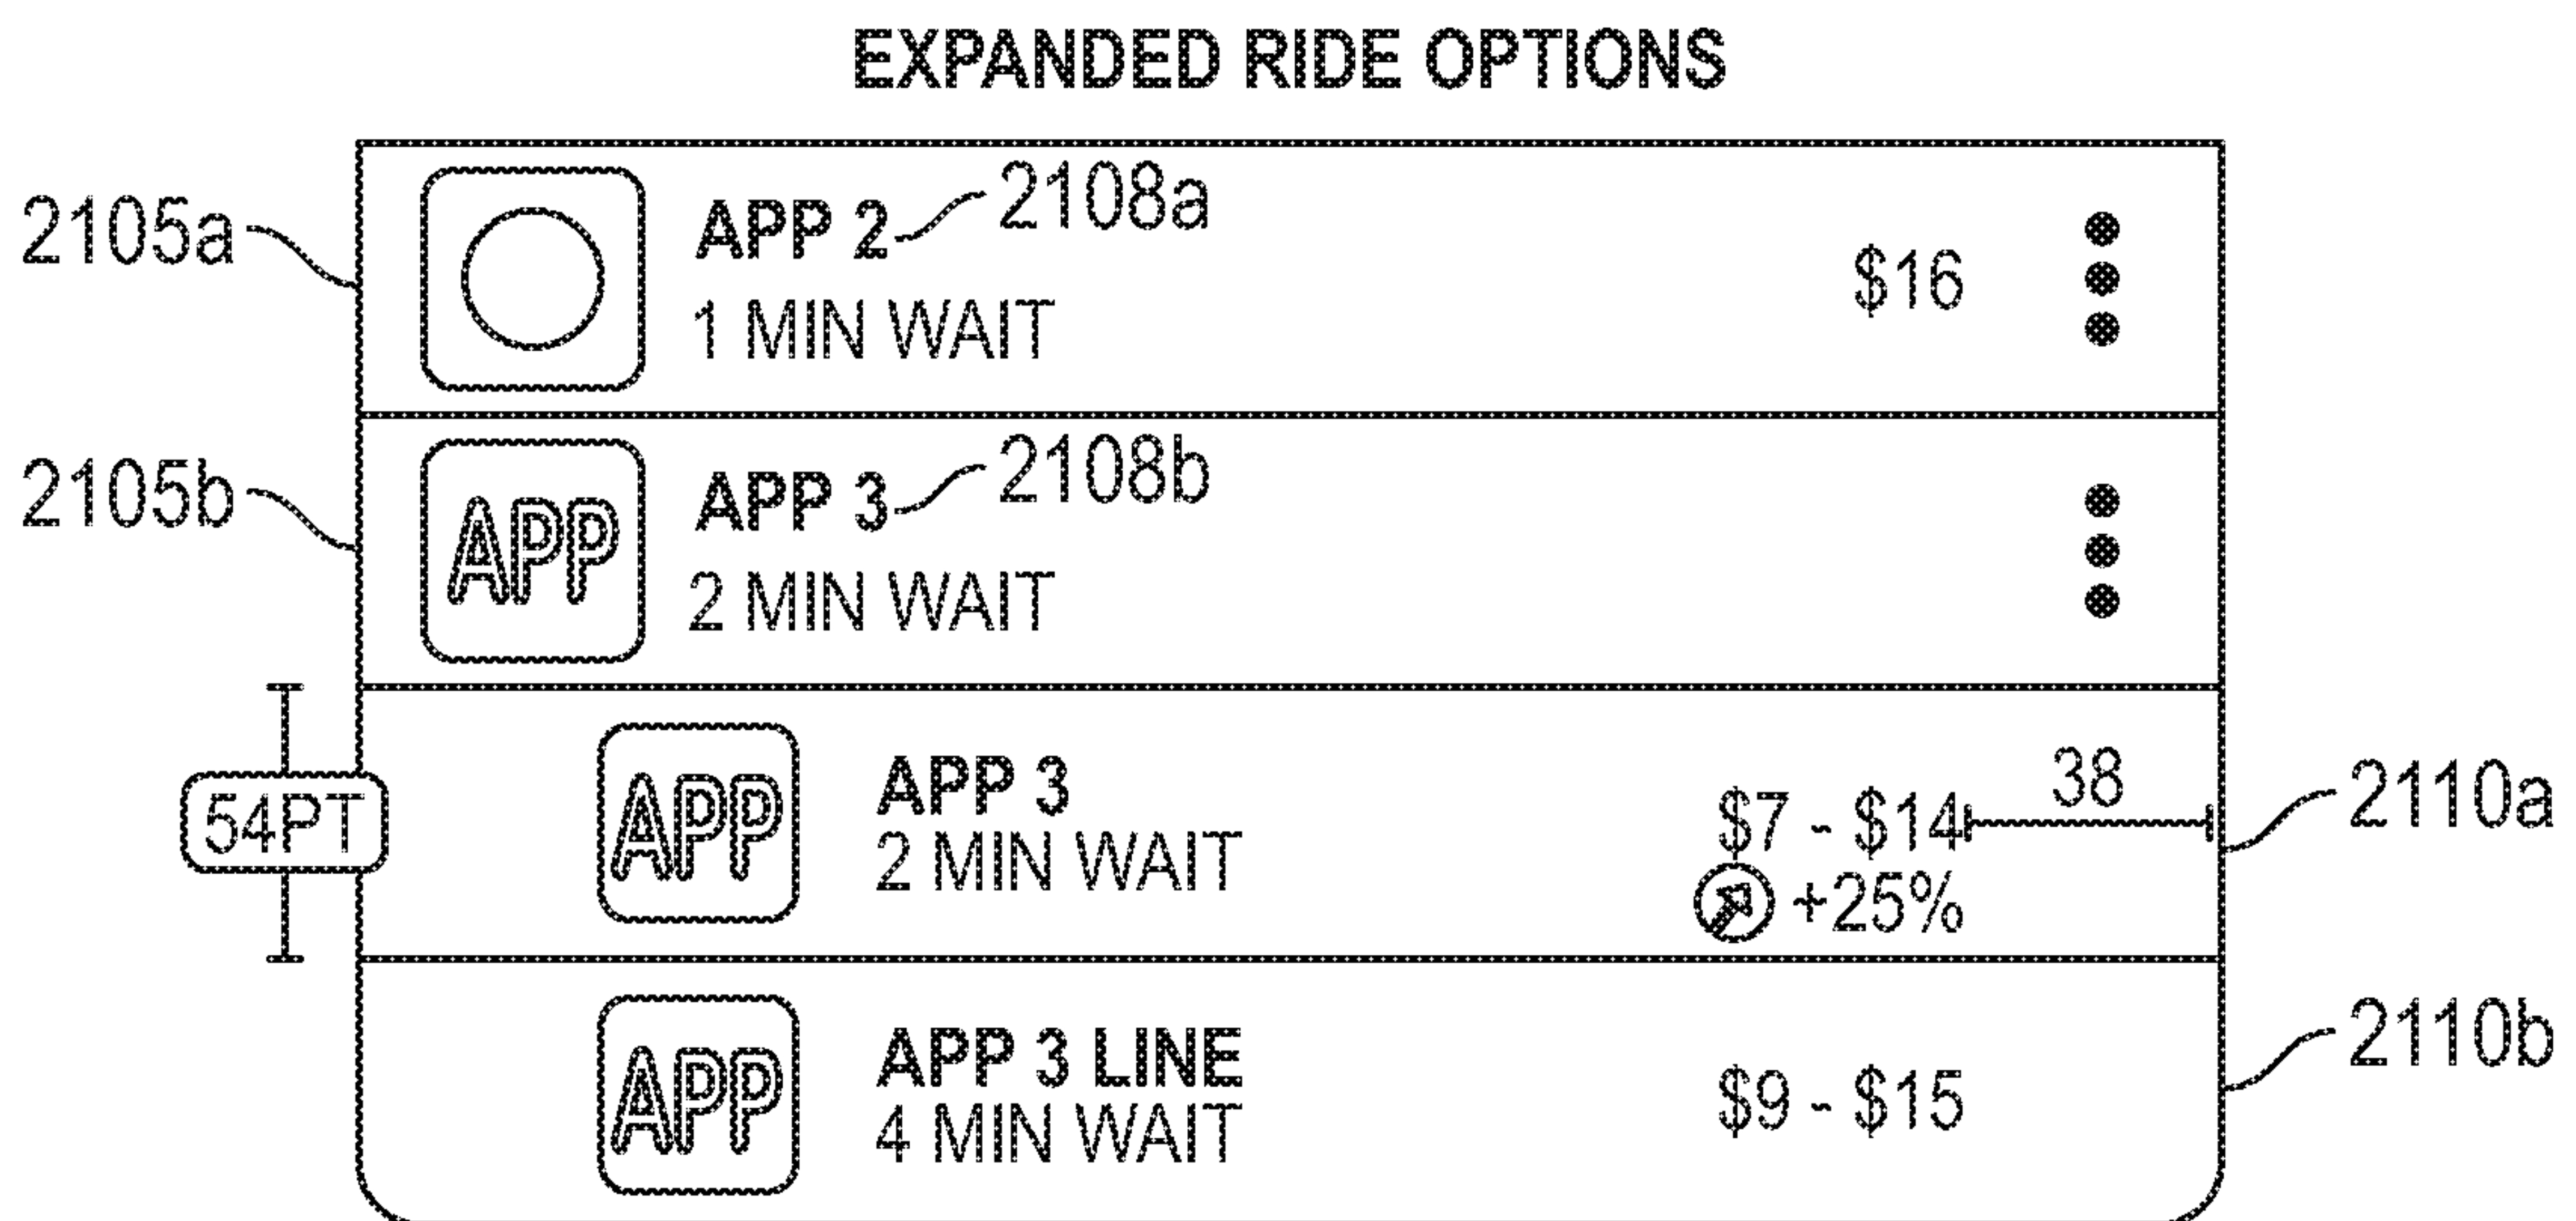 EXPANDED RIDE OPTIONS
2105a
APP 2
2108a
1 MIN WAIT
$16
2105b
APP
APP 3
2108b
2 MIN WAIT
54PT
APP
APP 3
2 MIN WAIT
$7 - $14
38
+25%
2110a
APP
APP 3 LINE
4 MIN WAIT
$9 - $15
2110b